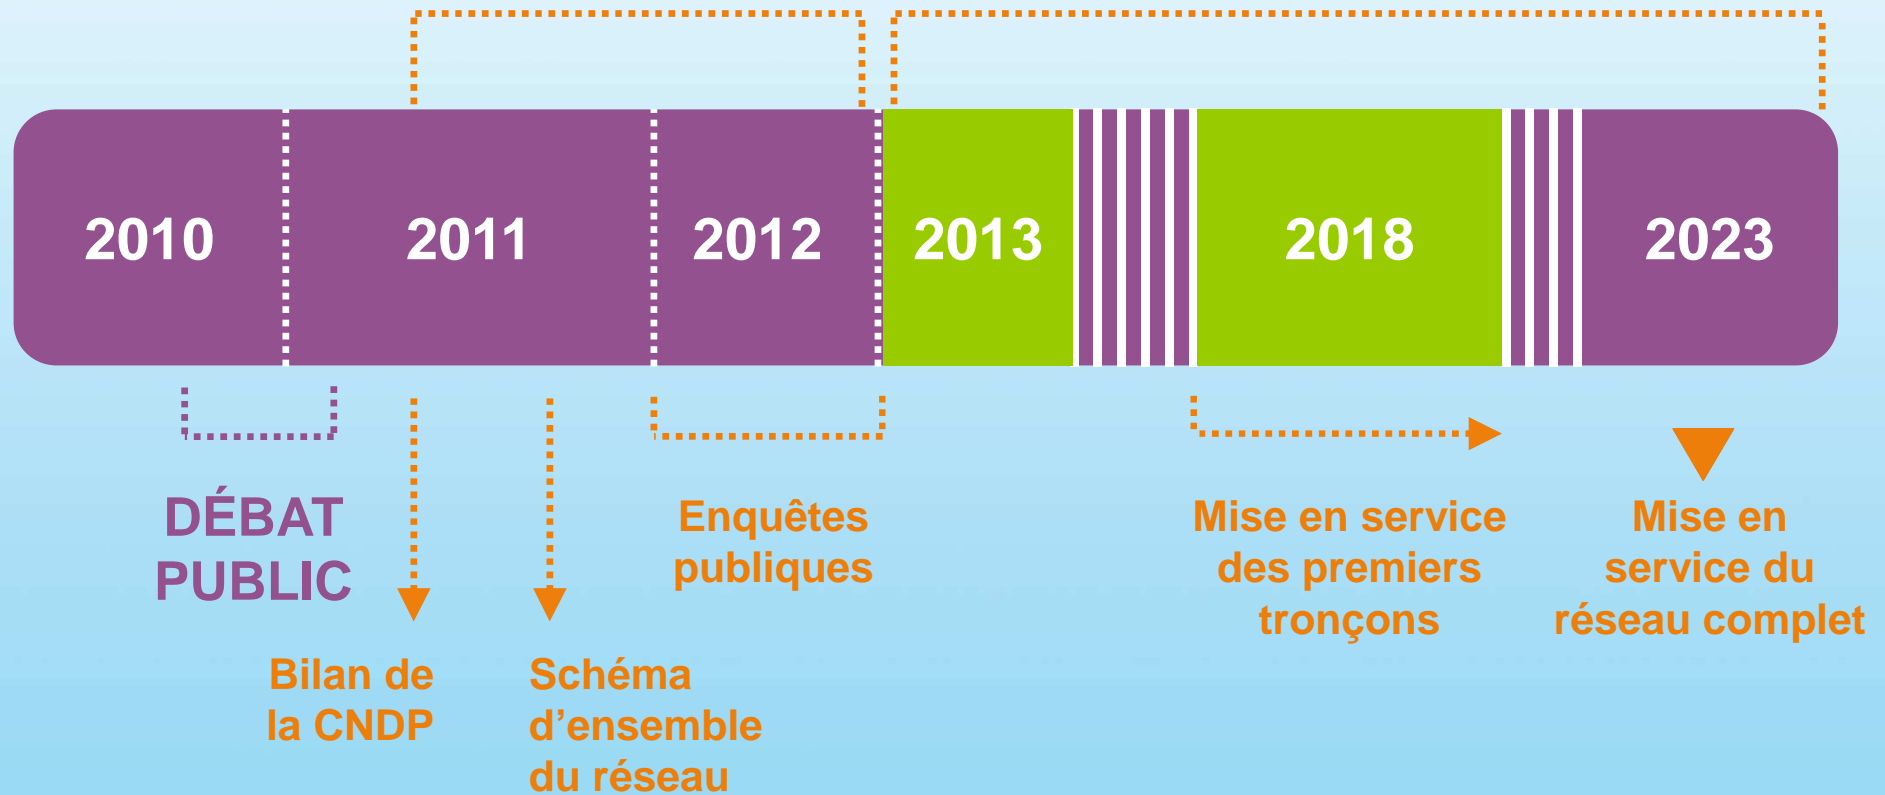 2010
2011
2012
2013
2018
2023
DÉBAT
PUBLIC
Bilan de
la CNDP
Schéma
d’ensemble
du réseau
Enquêtes
publiques
Mise en service
des premiers
tronçons
Mise en
service du
réseau complet